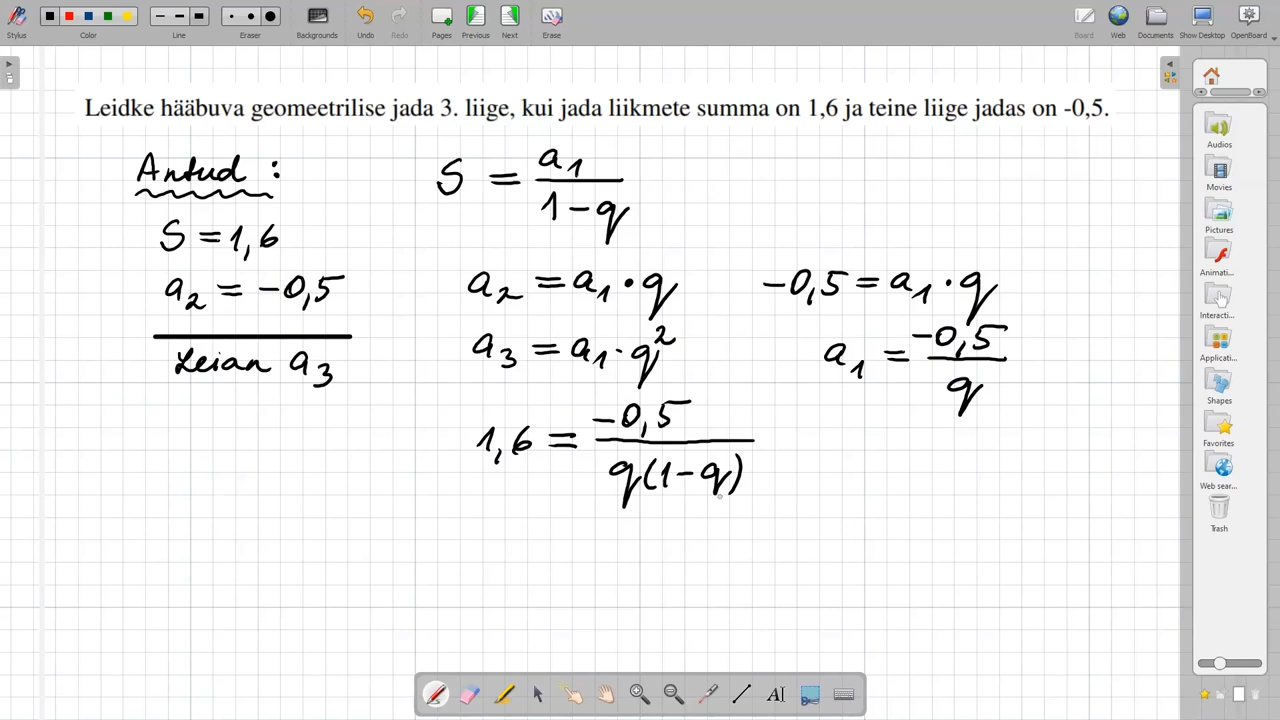 Stylus Color Line Eraser Backgrounds Undo Redo Pages Previous Next Erase Board Web Documents Show Desktop OpenBoard
Leidke hääbuva geomeetrilise jada 3. liige, kui jada liikmete summa on 1,6 ja teine liige jadas on -0,5.
Antud :
S = 1,6
a₂ = -0,5
Leian a₃
S = a₁ / (1-q)
a₂ = a₁ · q
-0,5 = a₁ · q
a₃ = a₁ · q²
a₁ = -0,5 / q
1,6 = -0,5 / q(1-q)
Audios
Movies
Pictures
Animati...
Interacti...
Applicati...
Shapes
Favorites
Web sear...
Trash